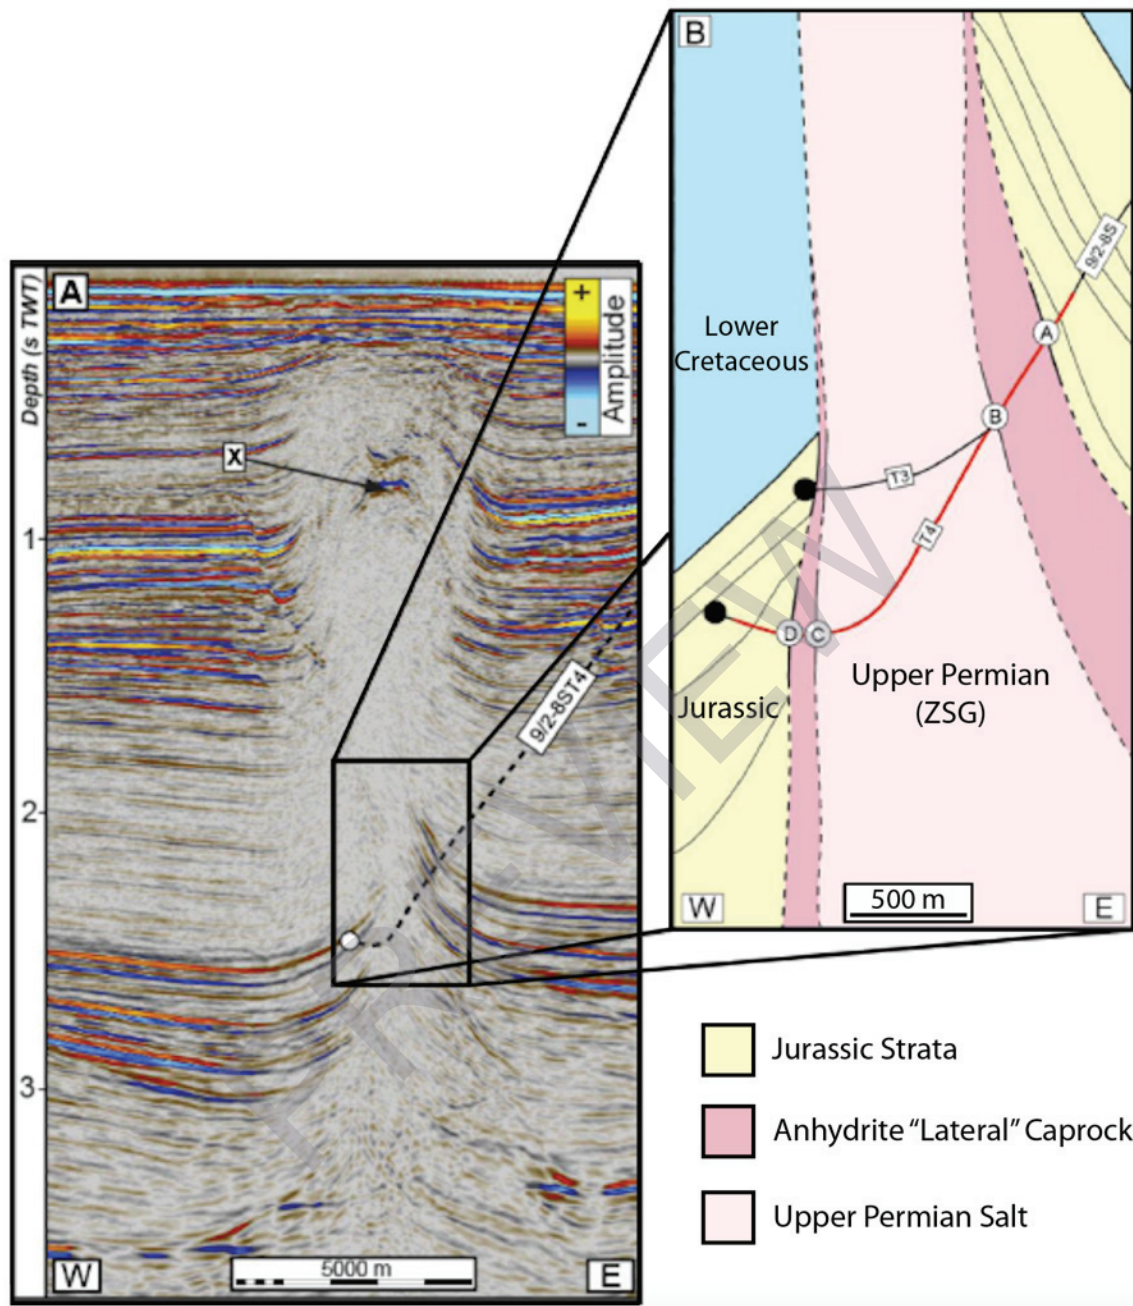 B
A
Depth (s TWT)
+
Amplitude
-
X
1
2
3
9/2-8ST4
W
5000 m
E
Lower
Cretaceous
9/2-8S
A
B
T3
T4
D
C
Upper Permian
(ZSG)
Jurassic
W
500 m
E
Jurassic Strata
Anhydrite “Lateral” Caprock
Upper Permian Salt